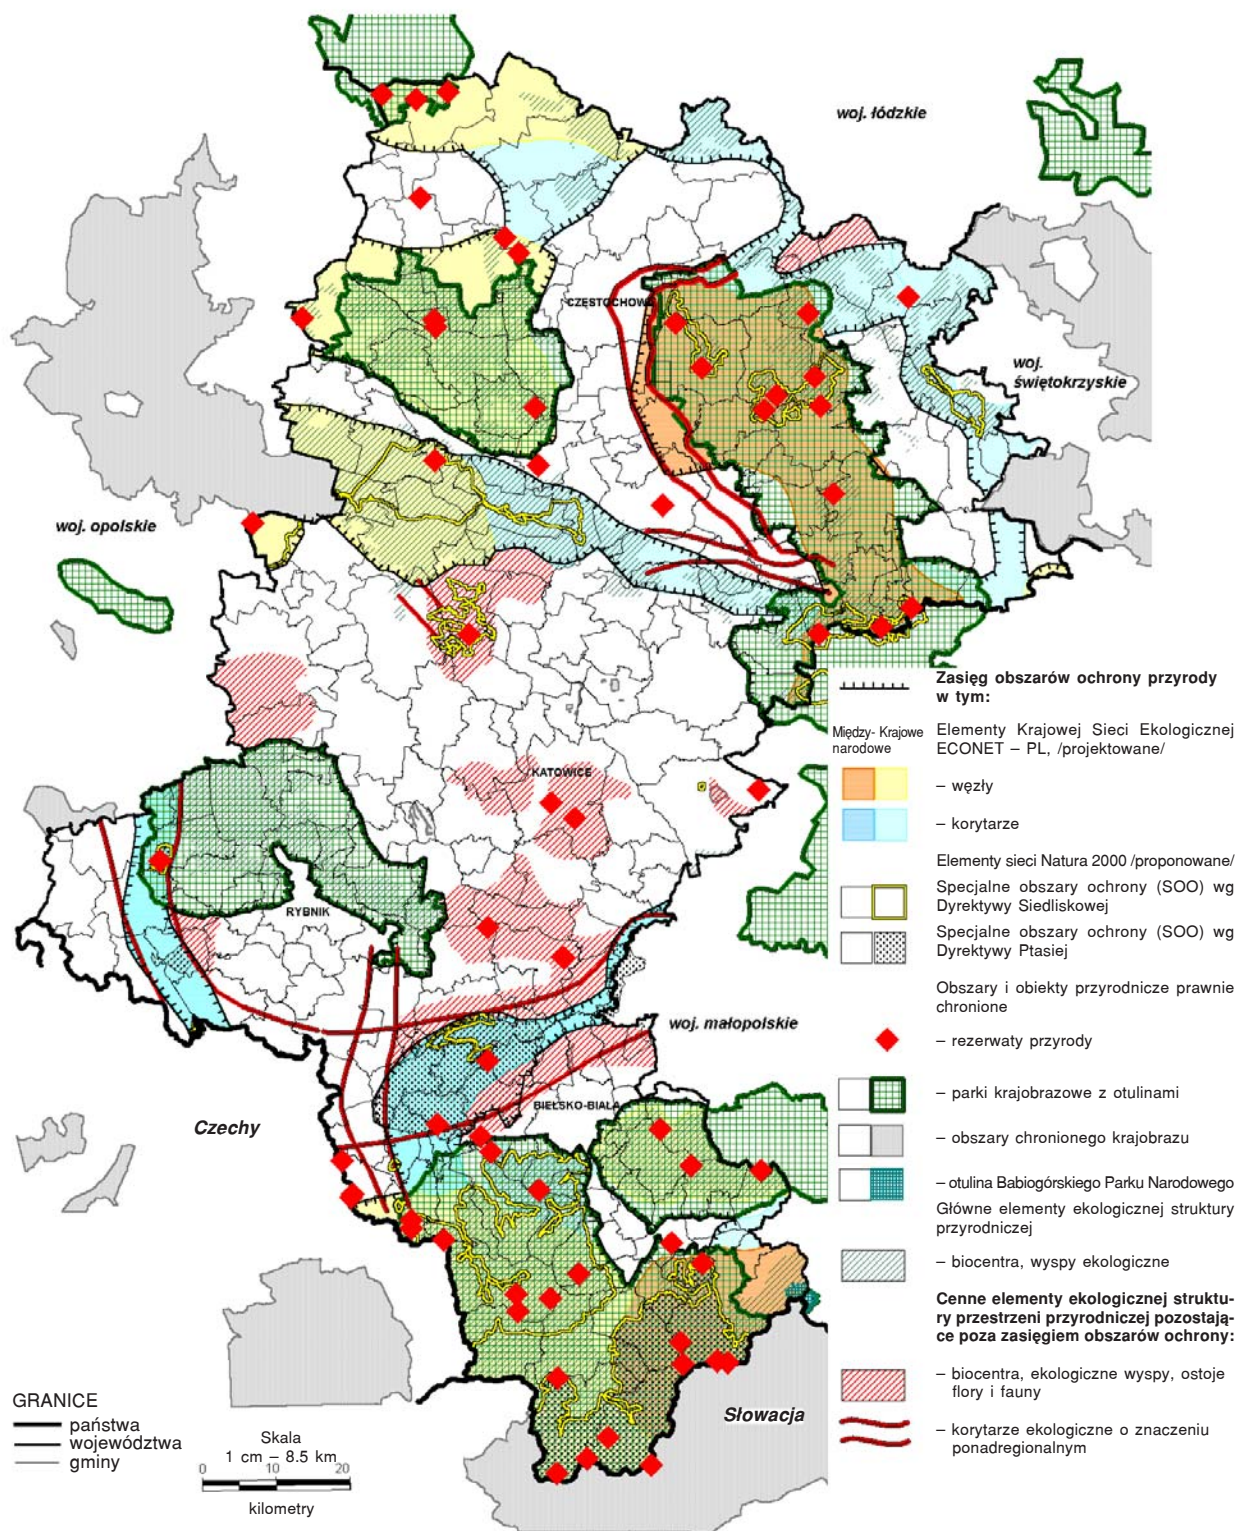 woj. łódzkie
CZĘSTOCHOWA
woj.
świętokrzyskie
woj. opolskie
KATOWICE
RYBNIK
woj. małopolskie
BIELSKO-BIAŁA
Czechy
Słowacja
Zasięg obszarów ochrony przyrody
w tym:
Między- Krajowe
narodowe
Elementy Krajowej Sieci Ekologicznej
ECONET – PL, /projektowane/
– węzły
– korytarze
Elementy sieci Natura 2000 /proponowane/
Specjalne obszary ochrony (SOO) wg
Dyrektywy Siedliskowej
Specjalne obszary ochrony (SOO) wg
Dyrektywy Ptasiej
Obszary i obiekty przyrodnicze prawnie
chronione
– rezerwaty przyrody
– parki krajobrazowe z otulinami
– obszary chronionego krajobrazu
– otulina Babiogórskiego Parku Narodowego
Główne elementy ekologicznej struktury
przyrodniczej
– biocentra, wyspy ekologiczne
Cenne elementy ekologicznej struktu-
ry przestrzeni przyrodniczej pozostają-
ce poza zasięgiem obszarów ochrony:
– biocentra, ekologiczne wyspy, ostoje
flory i fauny
– korytarze ekologiczne o znaczeniu
ponadregionalnym
GRANICE
państwa
województwa
gminy
Skala
1 cm – 8.5 km
0 10 20
kilometry